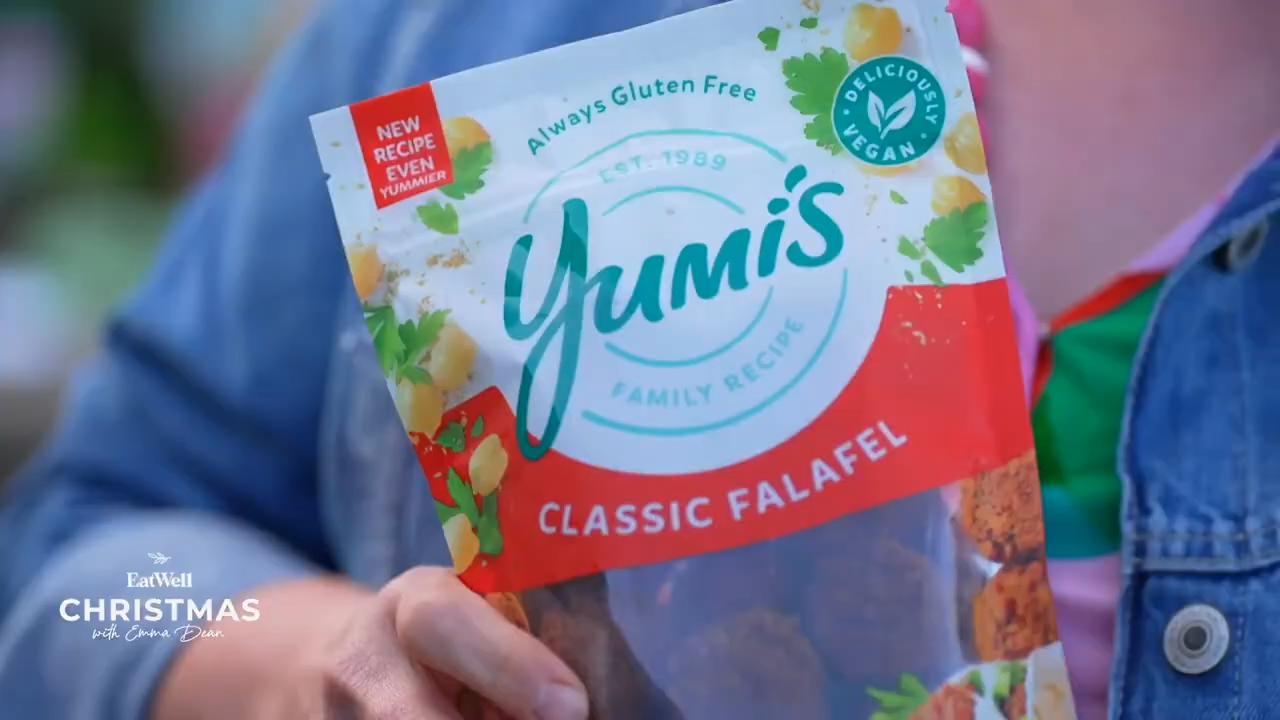 NEW
RECIPE
EVEN
YUMMIER
Always Gluten Free
DELICIOUSLY
VEGAN
EST. 1989
Yumi's
FAMILY RECIPE
CLASSIC FALAFEL
EatWell
CHRISTMAS
with Emma Dean